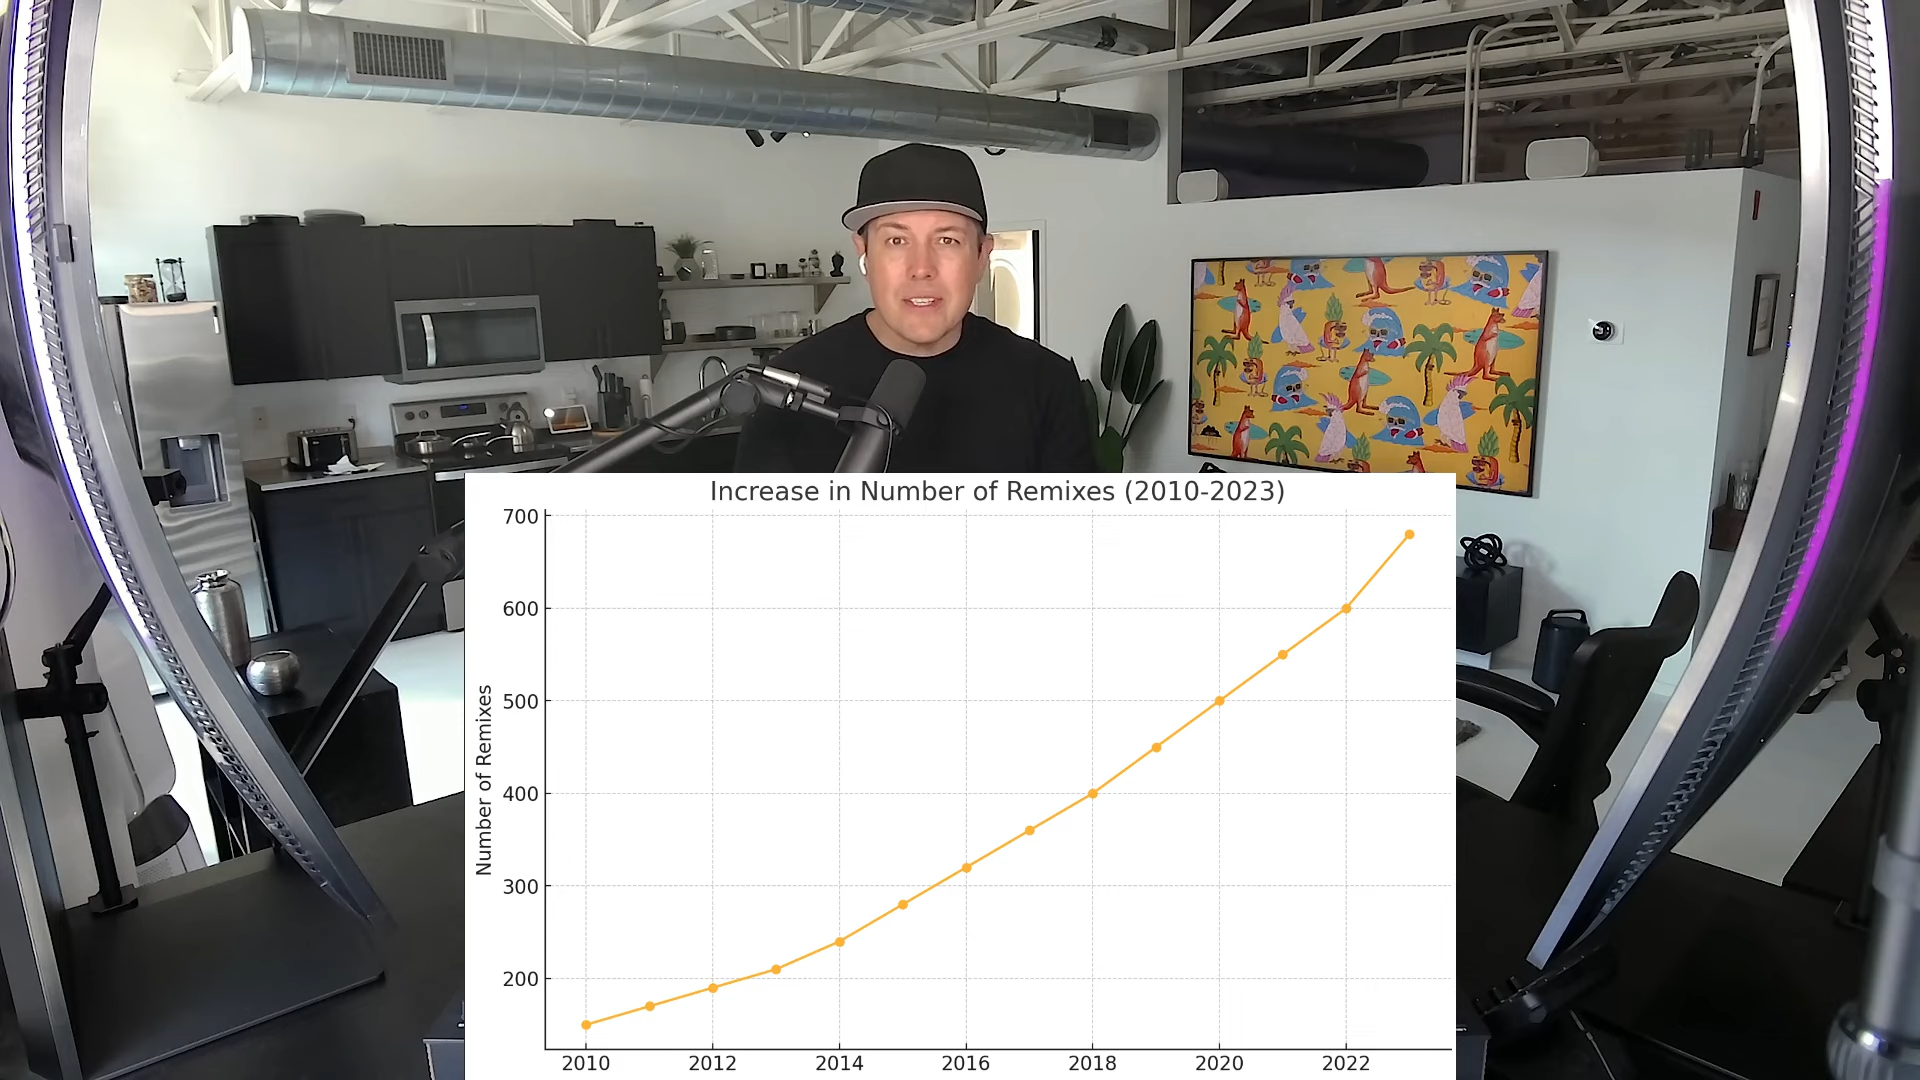 Increase in Number of Remixes (2010-2023)
700
600
500
400
300
200
Number of Remixes
2010 2012 2014 2016 2018 2020 2022